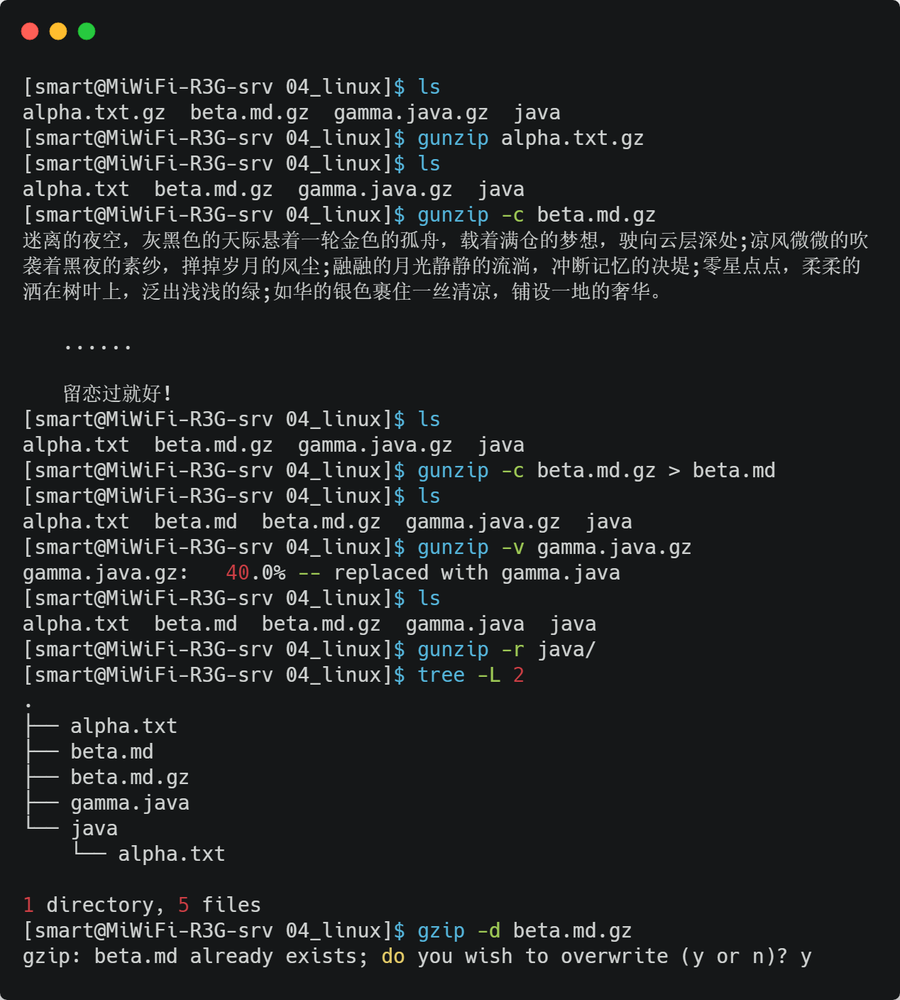 [smart@MiWiFi-R3G-srv 04_linux]$ ls
alpha.txt.gz  beta.md.gz  gamma.java.gz  java
[smart@MiWiFi-R3G-srv 04_linux]$ gunzip alpha.txt.gz
[smart@MiWiFi-R3G-srv 04_linux]$ ls
alpha.txt  beta.md.gz  gamma.java.gz  java
[smart@MiWiFi-R3G-srv 04_linux]$ gunzip -c beta.md.gz
迷离的夜空，灰黑色的天际悬着一轮金色的孤舟，载着满仓的梦想，驶向云层深处;凉风微微的吹
袭着黑夜的素纱，掸掉岁月的风尘;融融的月光静静的流淌，冲断记忆的决堤;零星点点，柔柔的
洒在树叶上，泛出浅浅的绿;如华的银色裹住一丝清凉，铺设一地的奢华。
......
留恋过就好!
[smart@MiWiFi-R3G-srv 04_linux]$ ls
alpha.txt  beta.md.gz  gamma.java.gz  java
[smart@MiWiFi-R3G-srv 04_linux]$ gunzip -c beta.md.gz > beta.md
[smart@MiWiFi-R3G-srv 04_linux]$ ls
alpha.txt  beta.md  beta.md.gz  gamma.java.gz  java
[smart@MiWiFi-R3G-srv 04_linux]$ gunzip -v gamma.java.gz
gamma.java.gz:   40.0% -- replaced with gamma.java
[smart@MiWiFi-R3G-srv 04_linux]$ ls
alpha.txt  beta.md  beta.md.gz  gamma.java  java
[smart@MiWiFi-R3G-srv 04_linux]$ gunzip -r java/
[smart@MiWiFi-R3G-srv 04_linux]$ tree -L 2
.
├── alpha.txt
├── beta.md
├── beta.md.gz
├── gamma.java
└── java
    └── alpha.txt
1 directory, 5 files
[smart@MiWiFi-R3G-srv 04_linux]$ gzip -d beta.md.gz
gzip: beta.md already exists; do you wish to overwrite (y or n)? y